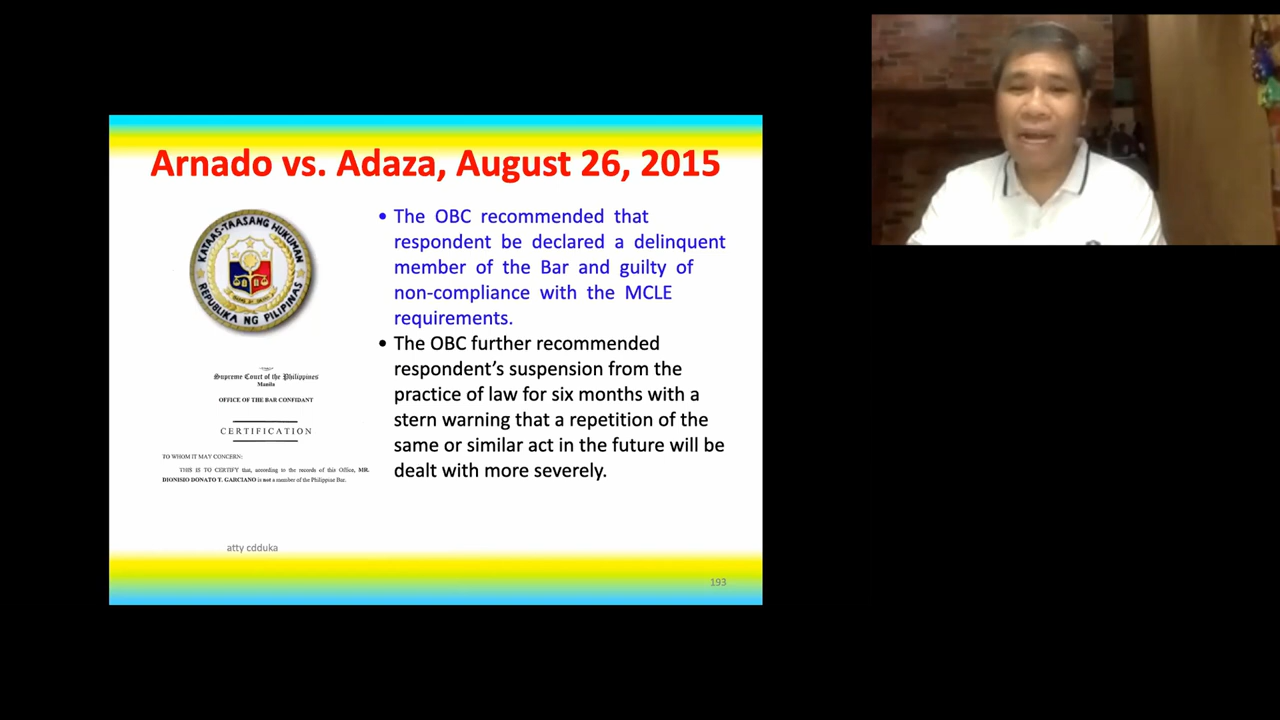 Arnado vs. Adaza, August 26, 2015
KATAAS-TAASANG HUKUMAN
REPUBLIKA NG PILIPINAS
• The OBC recommended that
respondent be declared a delinquent
member of the Bar and guilty of
non-compliance with the MCLE
requirements.
• The OBC further recommended
respondent’s suspension from the
practice of law for six months with a
stern warning that a repetition of the
same or similar act in the future will be
dealt with more severely.
Supreme Court of the Philippines
Manila
OFFICE OF THE BAR CONFIDANT
CERTIFICATION
TO WHOM IT MAY CONCERN:
THIS IS TO CERTIFY that, according to the records of this Office, MR.
DIONISIO DONATO T. GARCIANO is not a member of the Philippine Bar.
atty cdduka
193